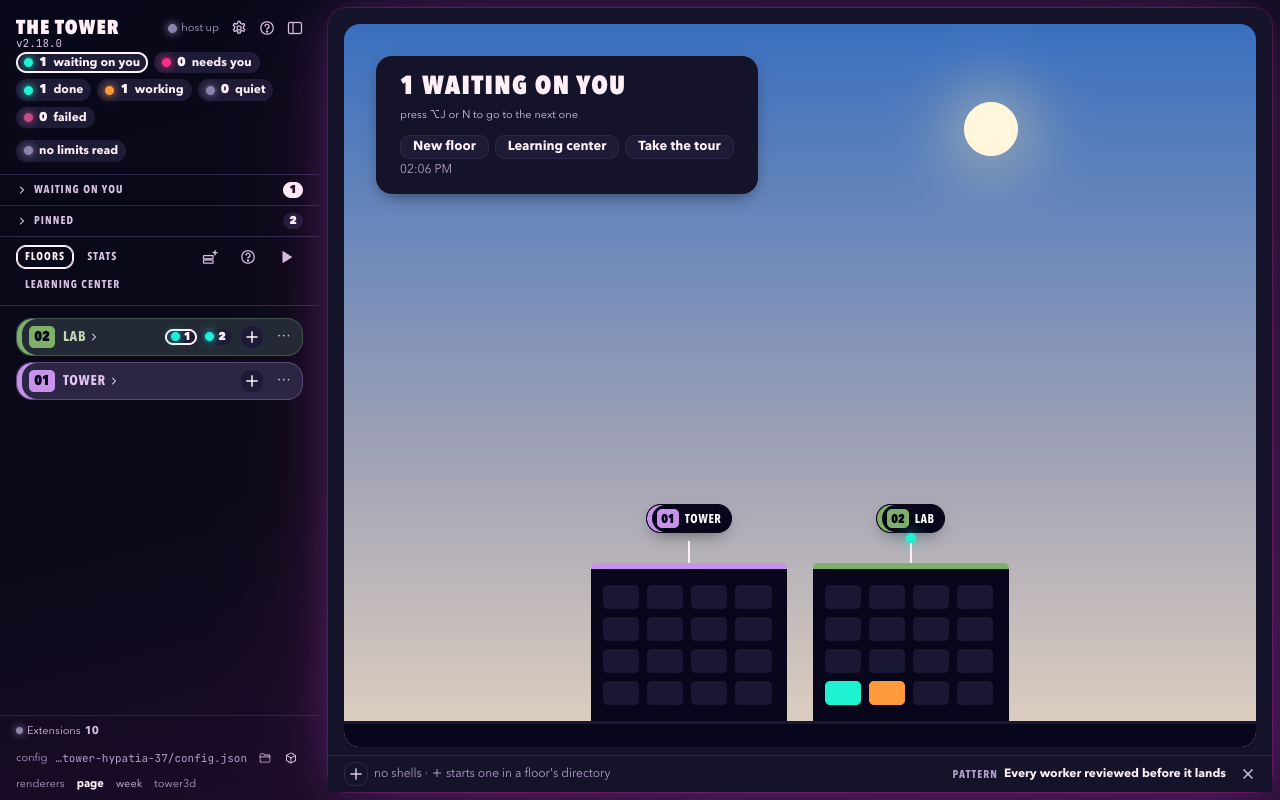 THE TOWER
host up
v2.18.0
1 waiting on you
0 needs you
1 done
1 working
0 quiet
0 failed
no limits read
WAITING ON YOU
1
PINNED
2
FLOORS
STATS
LEARNING CENTER
02 LAB
1
2
01 TOWER
Extensions 10
config …tower-hypatia-37/config.json
renderers page week tower3d
1 WAITING ON YOU
press ⌥J or N to go to the next one
New floor
Learning center
Take the tour
02:06 PM
01 TOWER
02 LAB
no shells · + starts one in a floor's directory
PATTERN Every worker reviewed before it lands